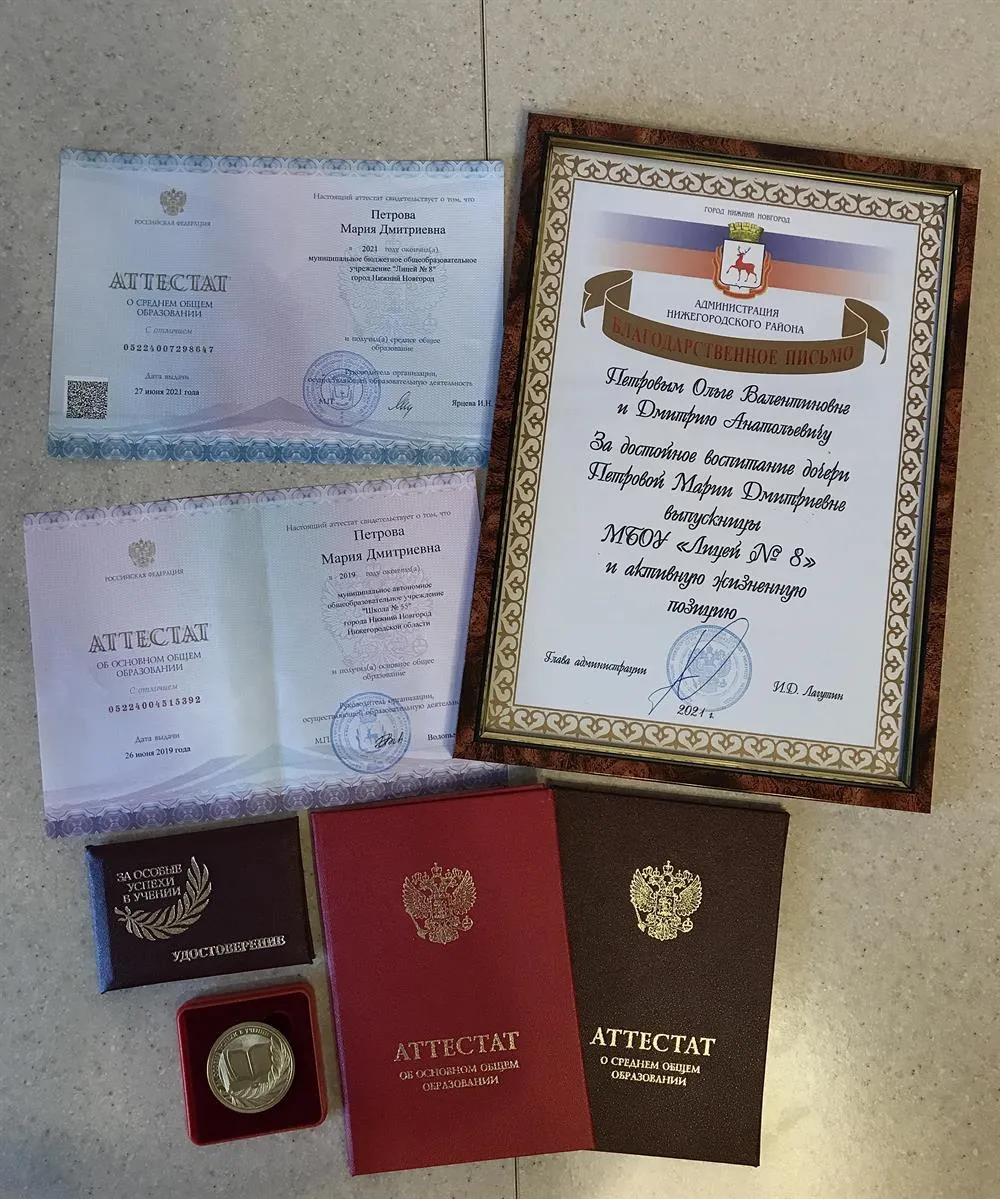 РОССИЙСКАЯ ФЕДЕРАЦИЯ
АТТЕСТАТ
О СРЕДНЕМ ОБЩЕМ
ОБРАЗОВАНИИ
С отличием
05224007298647
Дата выдачи
27 июня 2021 года
Настоящий аттестат свидетельствует о том, что
Петрова
Мария Дмитриевна
в 2021 году окончил(а)
муниципальное бюджетное общеобразовательное
учреждение "Лицей № 8"
город Нижний Новгород
и получил(а) среднее общее
образование
Руководитель организации,
осуществляющей образовательную деятельность
М.П.
Ярцева И.Н.
ГОРОД НИЖНИЙ НОВГОРОД
АДМИНИСТРАЦИЯ
НИЖЕГОРОДСКОГО РАЙОНА
БЛАГОДАРСТВЕННОЕ ПИСЬМО
Петровым Ольге Валентиновне
и Дмитрию Анатольевичу
За достойное воспитание дочери
Петровой Марии Дмитриевне
выпускницы
МБОУ «Лицей № 8»
и активную жизненную
позицию
Глава администрации
И.Д. Лагутин
2021 г.
РОССИЙСКАЯ ФЕДЕРАЦИЯ
АТТЕСТАТ
ОБ ОСНОВНОМ ОБЩЕМ
ОБРАЗОВАНИИ
С отличием
05224004515392
Дата выдачи
26 июня 2019 года
Настоящий аттестат свидетельствует о том, что
Петрова
Мария Дмитриевна
в 2019 году окончил(а)
муниципальное автономное
общеобразовательное учреждение
"Школа № 55"
города Нижний Новгород
Нижегородской области
и получил(а) основное общее
образование
Руководитель организации,
осуществляющей образовательную
М.П.
ЗА ОСОБЫЕ
УСПЕХИ
В УЧЕНИИ
УДОСТОВЕРЕНИЕ
АТТЕСТАТ
ОБ ОСНОВНОМ ОБЩЕМ
ОБРАЗОВАНИИ
АТТЕСТАТ
О СРЕДНЕМ ОБЩЕМ
ОБРАЗОВАНИИ